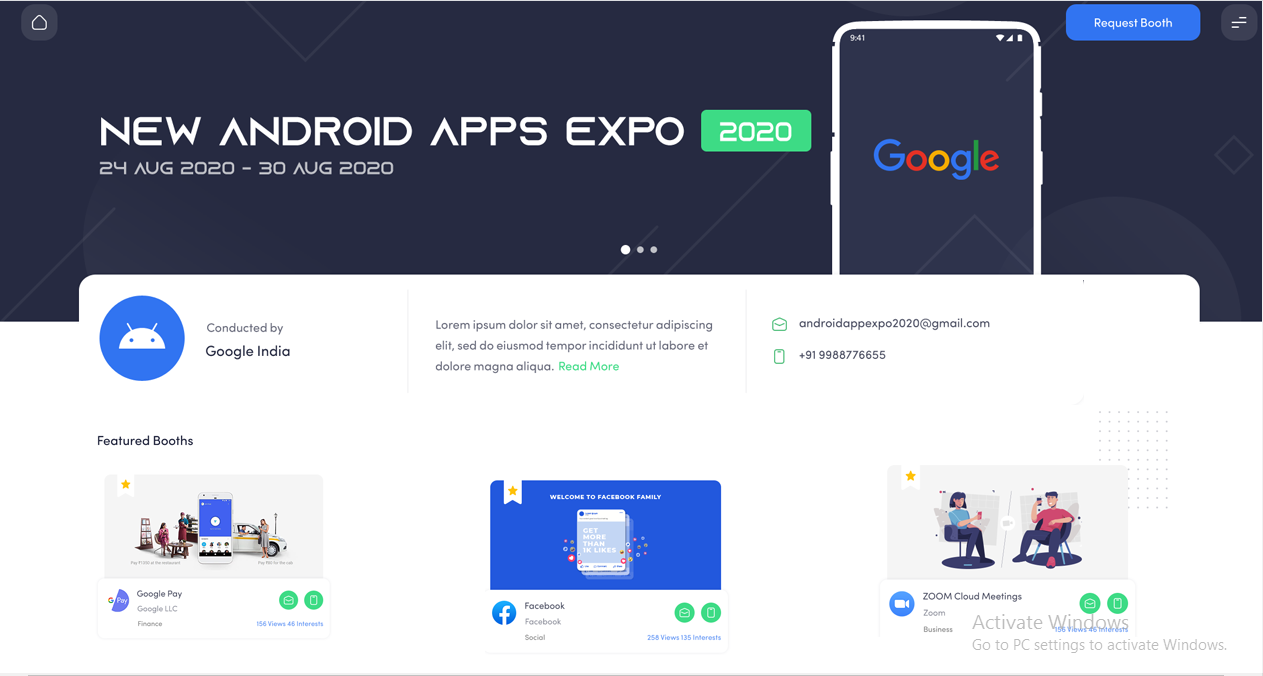 Request Booth
9:41
NEW ANDROID APPS EXPO 2020
24 AUG 2020 - 30 AUG 2020
Google
Conducted by
Google India
Lorem ipsum dolor sit amet, consectetur adipiscing
elit, sed do eiusmod tempor incididunt ut labore et
dolore magna aliqua. Read More
androidappexpo2020@gmail.com
+91 9988776655
Featured Booths
Pay ₹1200 at the restaurant
Pay ₹80 for the cab
G Pay
Google Pay
Google LLC
Finance
156 Views 46 Interests
WELCOME TO FACEBOOK FAMILY
GET
MORE
THAN
1K LIKES
Facebook
Facebook
Social
258 Views 135 Interests
ZOOM Cloud Meetings
Zoom
Business
156 Views 46 Interests
Activate Windows
Go to PC settings to activate Windows.